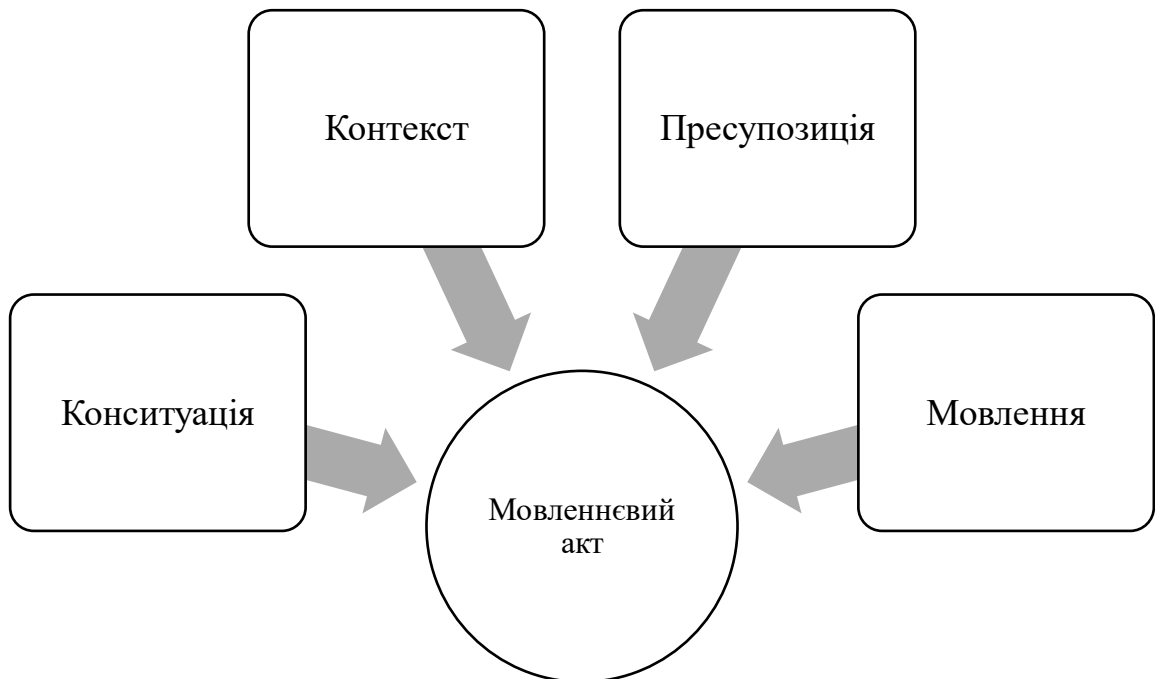 Контекст
Пресупозиція
Конситуація
Мовлення
Мовленнєвий
акт